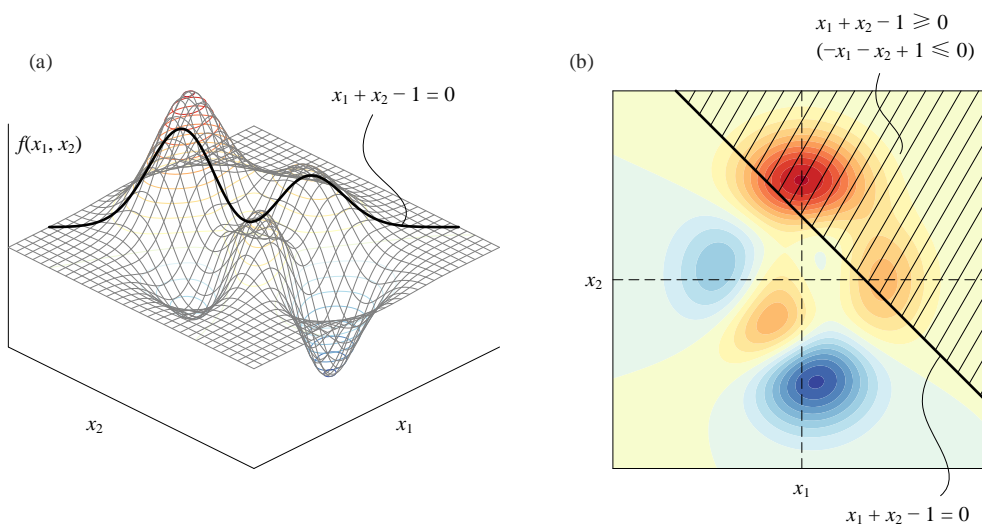 (a)
x₁ + x₂ − 1 = 0
f(x₁, x₂)
x₂
x₁
x₁ + x₂ − 1 ⩾ 0
(−x₁ − x₂ + 1 ⩽ 0)
(b)
x₂
x₁
x₁ + x₂ − 1 = 0